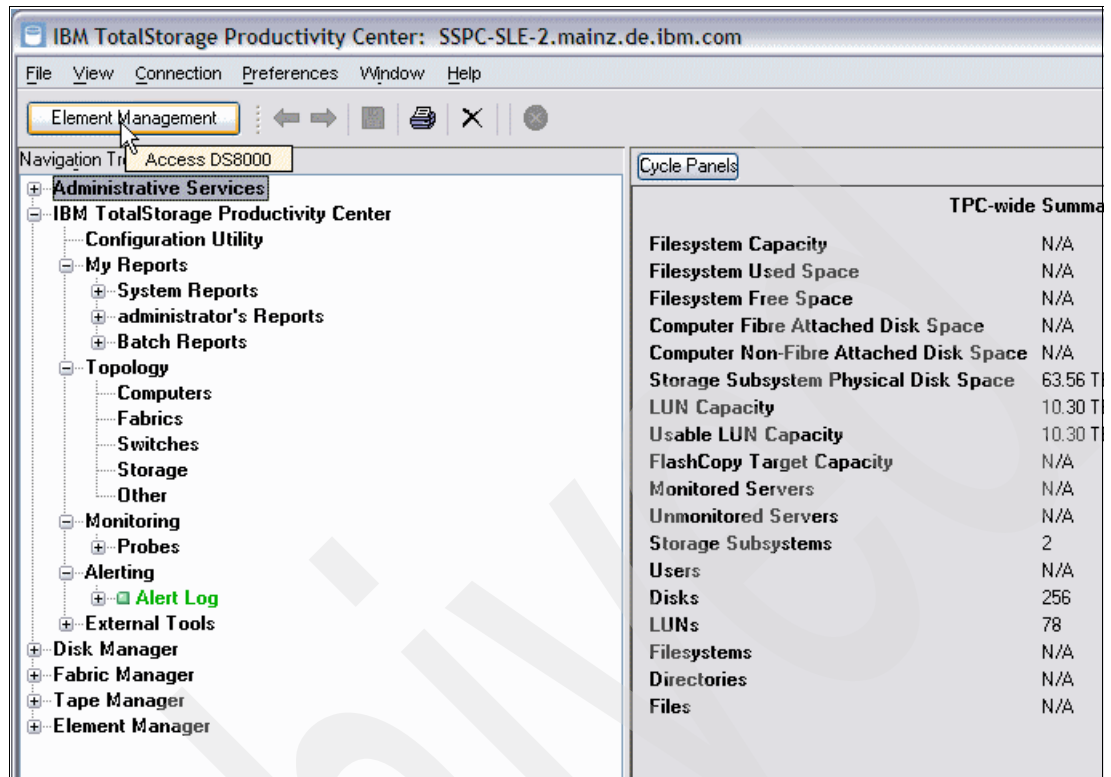 IBM TotalStorage Productivity Center: SSPC-SLE-2.mainz.de.ibm.com
File View Connection Preferences Window Help
Element Management
Access DS8000
Navigation
Cycle Panels
Administrative Services
IBM TotalStorage Productivity Center
Configuration Utility
My Reports
System Reports
administrator's Reports
Batch Reports
Topology
Computers
Fabrics
Switches
Storage
Other
Monitoring
Probes
Alerting
Alert Log
External Tools
Disk Manager
Fabric Manager
Tape Manager
Element Manager
TPC-wide Summa
Filesystem Capacity N/A
Filesystem Used Space N/A
Filesystem Free Space N/A
Computer Fibre Attached Disk Space N/A
Computer Non-Fibre Attached Disk Space N/A
Storage Subsystem Physical Disk Space 63.56 T
LUN Capacity 10.30 T
Usable LUN Capacity 10.30 T
FlashCopy Target Capacity N/A
Monitored Servers N/A
Unmonitored Servers N/A
Storage Subsystems 2
Users N/A
Disks 256
LUNs 78
Filesystems N/A
Directories N/A
Files N/A